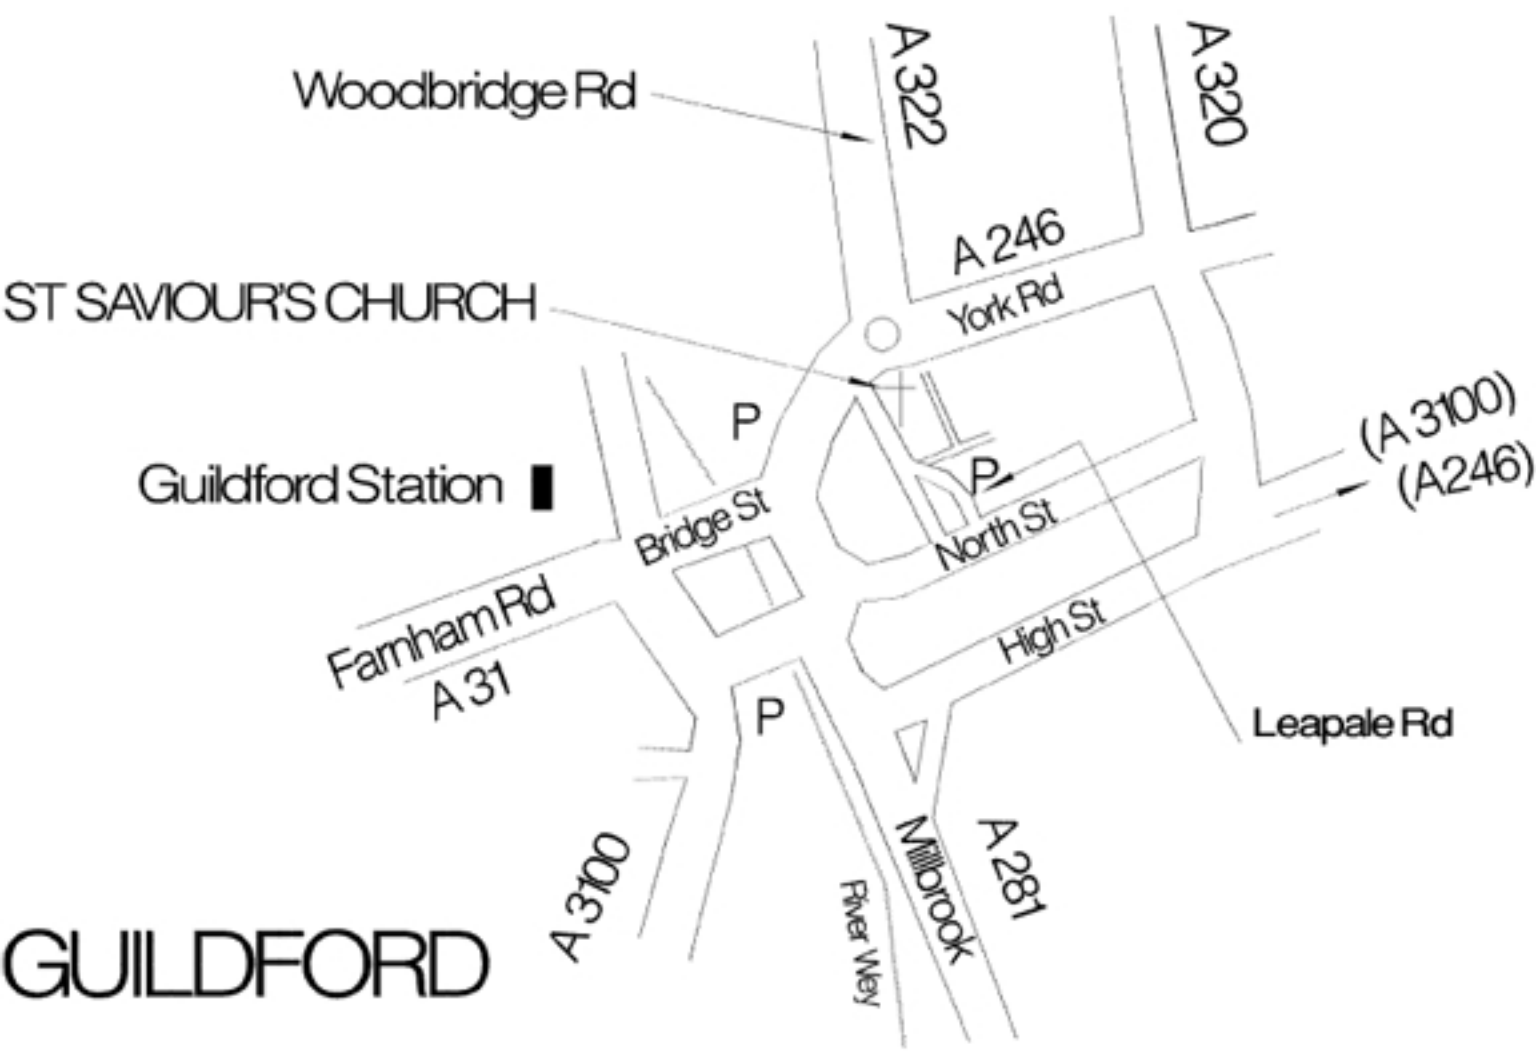 A 322
A 320
Woodbridge Rd
A 246
York Rd
ST SAVIOUR'S CHURCH
P
(A 3100)
(A246)
Guildford Station
P
Bridge St
North St
Farnham Rd
A 31
High St
P
Leapale Rd
A 3100
Millbrook
A 281
River Wey
GUILDFORD